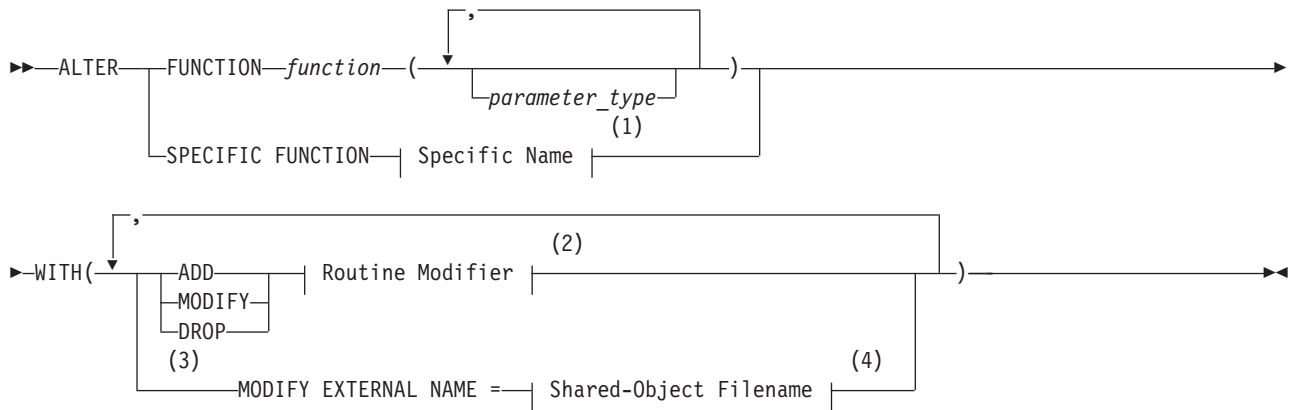 ,
ALTER FUNCTION function ( )
parameter_type
(1)
SPECIFIC FUNCTION Specific Name
,
(2)
WITH( ADD Routine Modifier )
MODIFY
DROP
(3) (4)
MODIFY EXTERNAL NAME = Shared-Object Filename